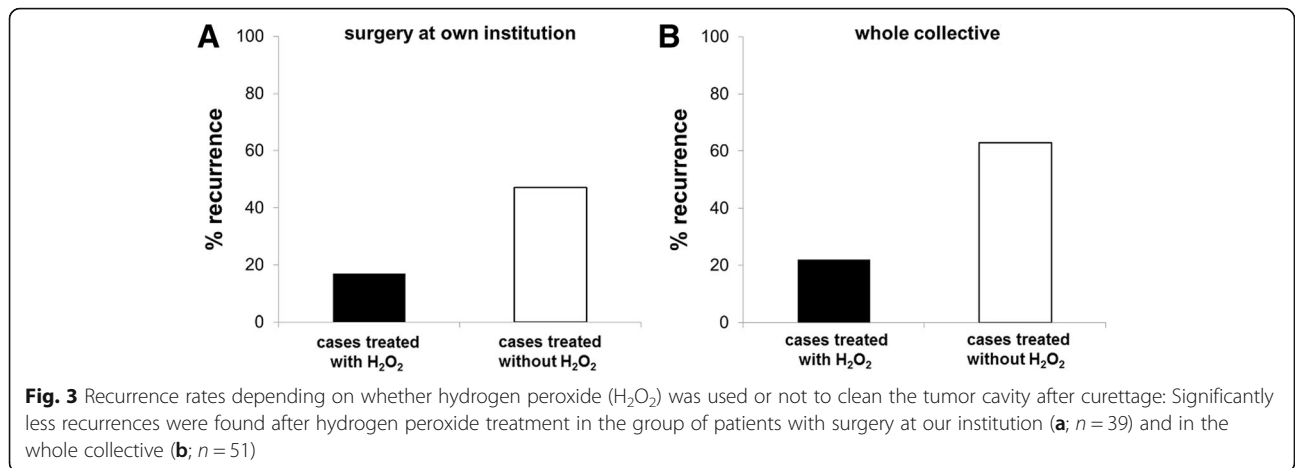 A surgery at own institution
100
80
60
40
20
0
% recurrence
cases treated with H₂O₂
cases treated without H₂O₂
B whole collective
100
80
60
40
20
0
% recurrence
cases treated with H₂O₂
cases treated without H₂O₂
Fig. 3 Recurrence rates depending on whether hydrogen peroxide (H₂O₂) was used or not to clean the tumor cavity after curettage: Significantly
less recurrences were found after hydrogen peroxide treatment in the group of patients with surgery at our institution (a; n = 39) and in the
whole collective (b; n = 51)